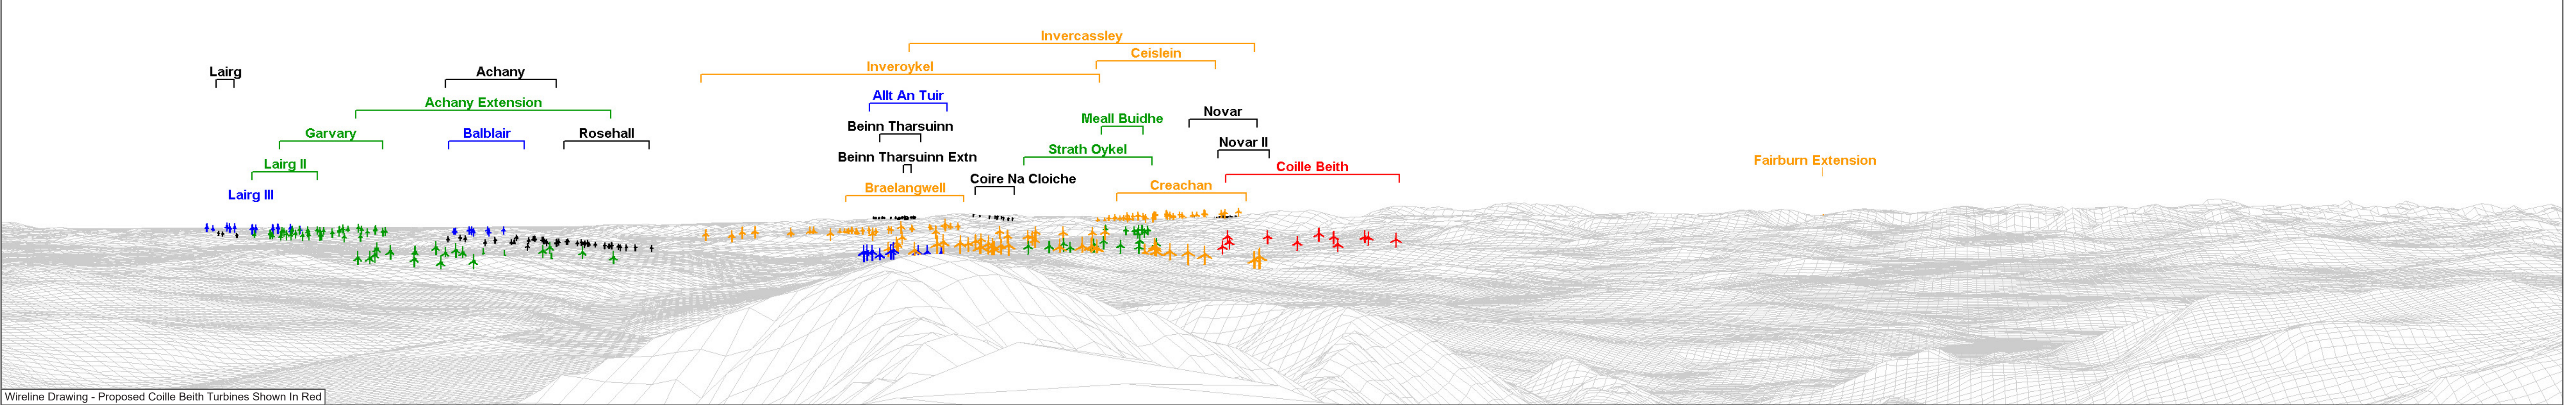 Invercassley
Ceislein
Inveroykel
Lairg
Achany
Allt An Tuir
Achany Extension
Novar
Meall Buidhe
Beinn Tharsuinn
Garvary
Balblair
Rosehall
Novar II
Strath Oykel
Beinn Tharsuinn Extn
Fairburn Extension
Lairg II
Coille Beith
Coire Na Cloiche
Creachan
Braelangwell
Lairg III
Wireline Drawing - Proposed Coille Beith Turbines Shown In Red